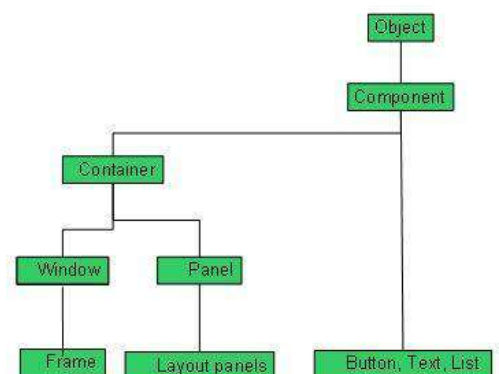 Object
Component
Container
Window
Panel
Frame
Layout panels
Button, Text, List